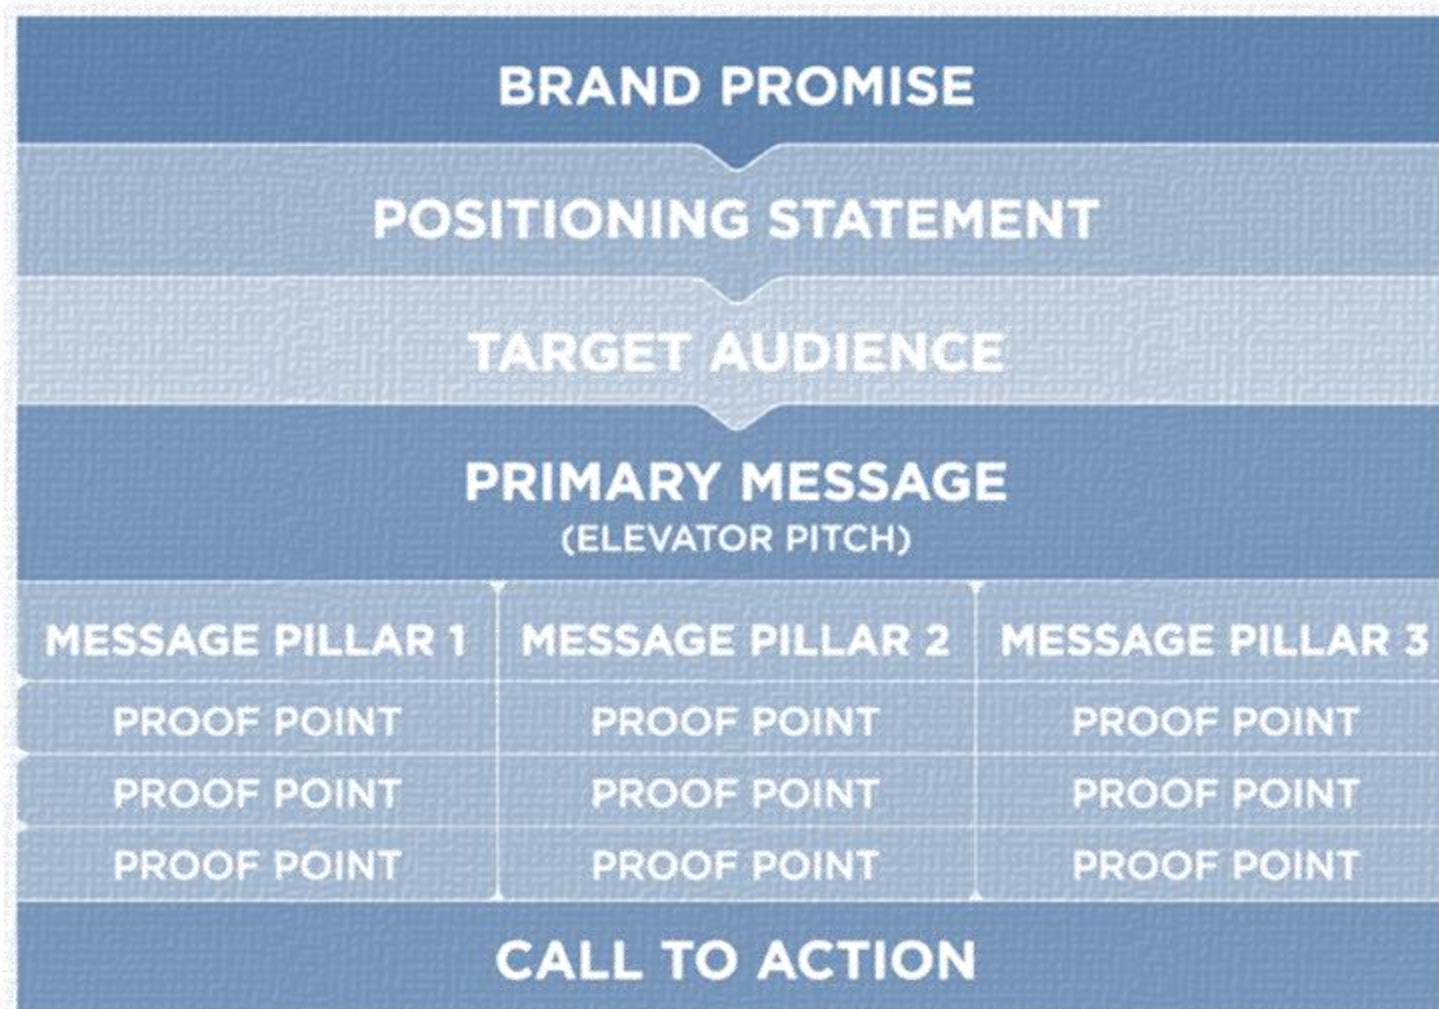 BRAND PROMISE
POSITIONING STATEMENT
TARGET AUDIENCE
PRIMARY MESSAGE
(ELEVATOR PITCH)
MESSAGE PILLAR 1 MESSAGE PILLAR 2 MESSAGE PILLAR 3
PROOF POINT PROOF POINT PROOF POINT
PROOF POINT PROOF POINT PROOF POINT
PROOF POINT PROOF POINT PROOF POINT
CALL TO ACTION